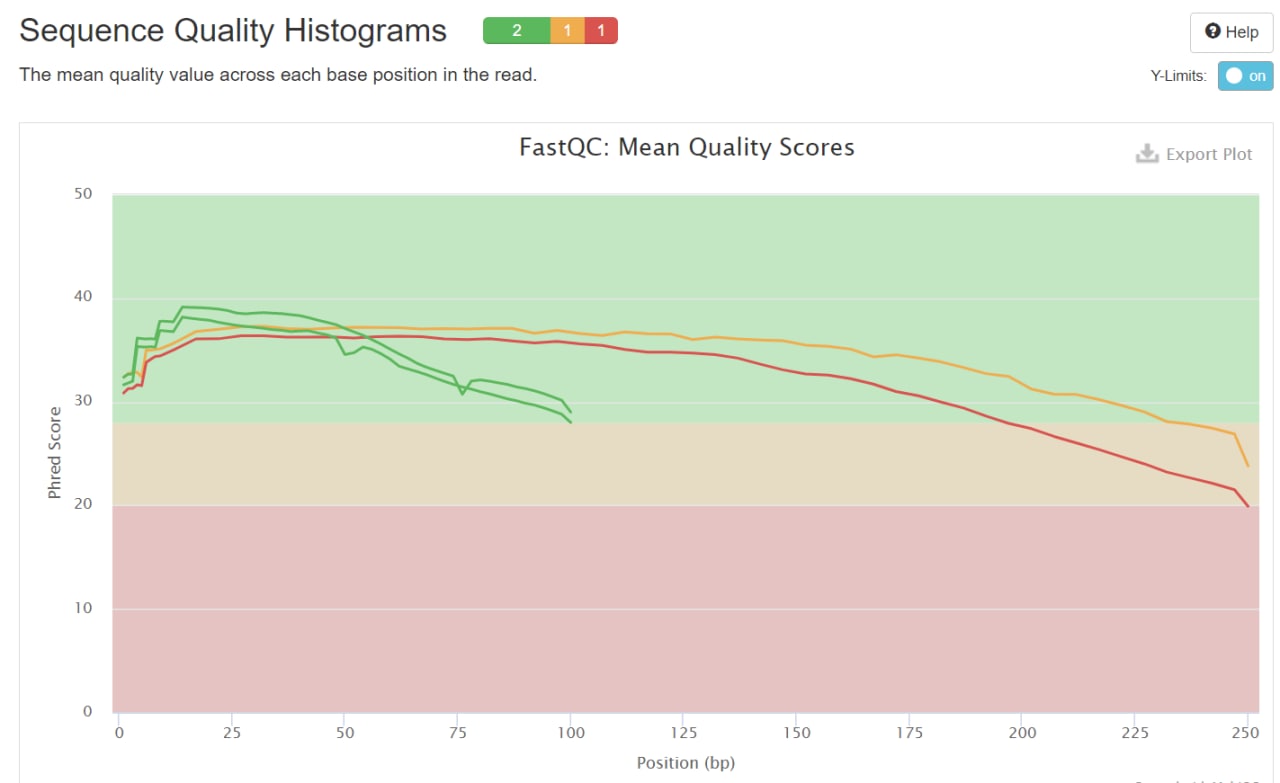 Sequence Quality Histograms
2 1 1
Help
The mean quality value across each base position in the read.
Y-Limits: on
FastQC: Mean Quality Scores
Export Plot
50
40
30
20
10
0
Phred Score
0 25 50 75 100 125 150 175 200 225 250
Position (bp)